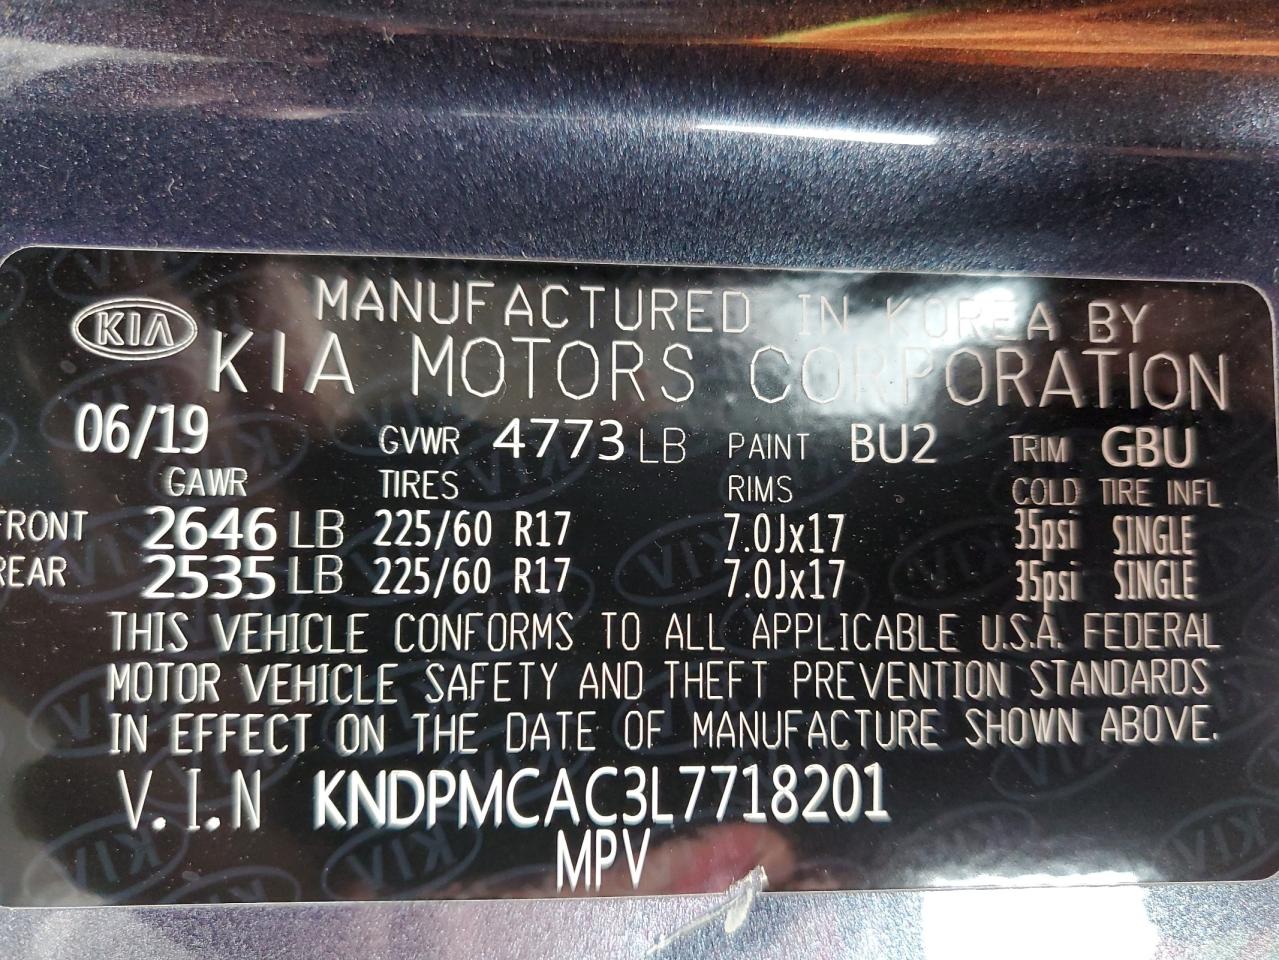 KIA MANUFACTURED IN KOREA BY
KIA MOTORS CORPORATION
06/19 GVWR 4773 LB PAINT BU2 TRIM GBU
GAWR TIRES RIMS COLD TIRE INFL
FRONT 2646 LB 225/60 R17 7.0Jx17 35psi SINGLE
REAR 2535 LB 225/60 R17 7.0Jx17 35psi SINGLE
THIS VEHICLE CONFORMS TO ALL APPLICABLE U.S.A. FEDERAL
MOTOR VEHICLE SAFETY AND THEFT PREVENTION STANDARDS
IN EFFECT ON THE DATE OF MANUFACTURE SHOWN ABOVE.
V.I.N KNDPMCAC3L7718201
MPV